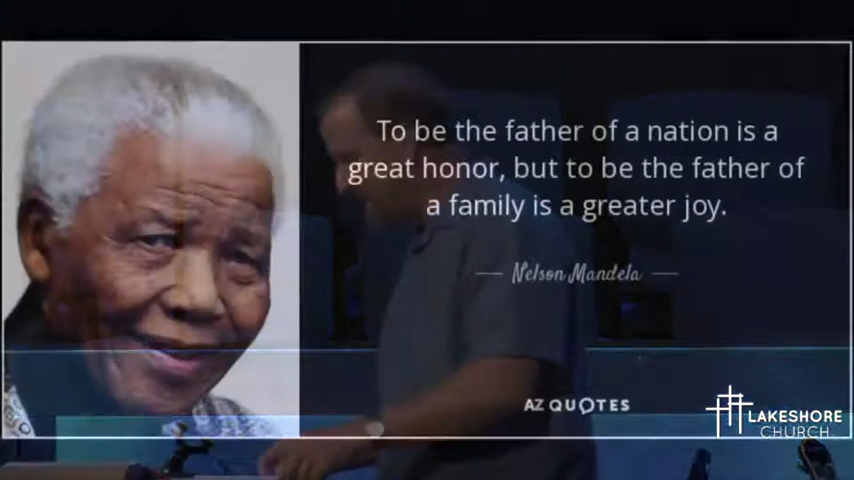 To be the father of a nation is a
great honor, but to be the father of
a family is a greater joy.
Nelson Mandela
AZ QUOTES
LAKESHORE
CHURCH